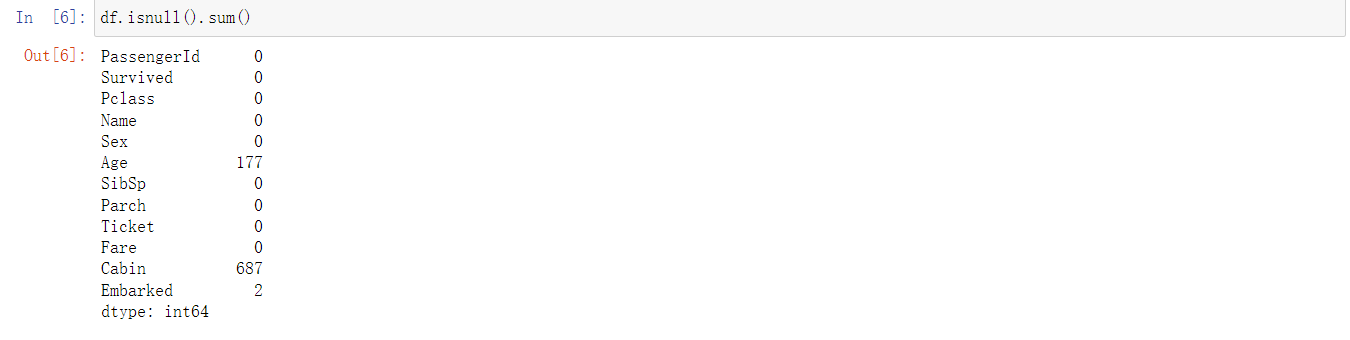 In [6]: df.isnull().sum()
Out[6]: PassengerId 0
Survived 0
Pclass 0
Name 0
Sex 0
Age 177
SibSp 0
Parch 0
Ticket 0
Fare 0
Cabin 687
Embarked 2
dtype: int64